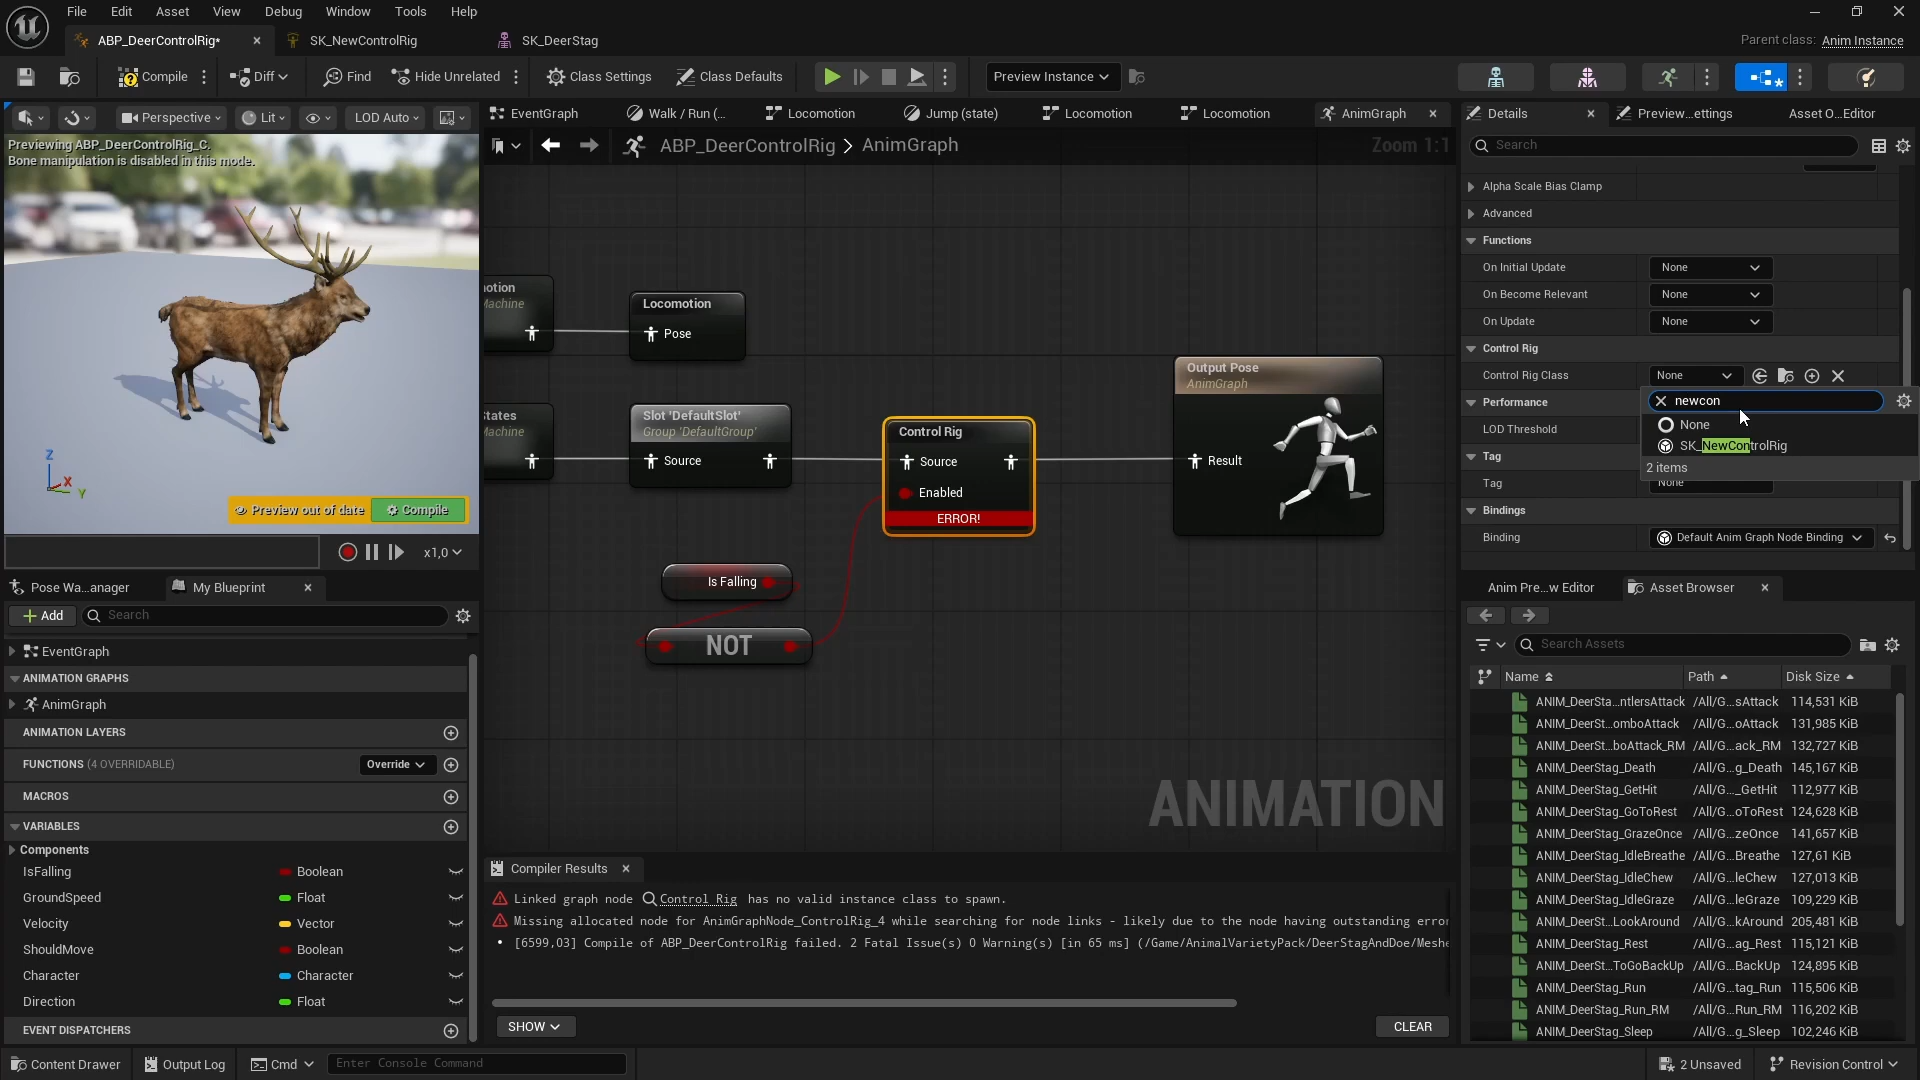 File Edit Asset View Debug Window Tools Help
ABP_DeerControlRig* SK_NewControlRig SK_DeerStag
Parent class: Anim Instance
Compile Diff Find Hide Unrelated Class Settings Class Defaults Preview Instance
Perspective Lit LOD Auto
Previewing ABP_DeerControlRig_C.
Bone manipulation is disabled in this mode.
Z X Y
Preview out of date Compile
x1,0
Pose Wa...anager My Blueprint
Add Search
EventGraph
ANIMATION GRAPHS
AnimGraph
ANIMATION LAYERS
FUNCTIONS (4 OVERRIDABLE) Override
MACROS
VARIABLES
Components
IsFalling Boolean
GroundSpeed Float
Velocity Vector
ShouldMove Boolean
Character Character
Direction Float
EVENT DISPATCHERS
EventGraph Walk / Run (... Locomotion Jump (state) Locomotion Locomotion AnimGraph
ABP_DeerControlRig > AnimGraph Zoom 1:1
otion
Machine
Locomotion
Pose
States
Machine
Slot 'DefaultSlot'
Group 'DefaultGroup'
Source
Control Rig
Source
Enabled
ERROR!
Output Pose
AnimGraph
Result
Is Falling
NOT
ANIMATION
Compiler Results
Linked graph node Control Rig has no valid instance class to spawn.
Missing allocated node for AnimGraphNode_ControlRig_4 while searching for node links - likely due to the node having outstanding error
• [6599,03] Compile of ABP_DeerControlRig failed. 2 Fatal Issue(s) 0 Warning(s) [in 65 ms] (/Game/AnimalVarietyPack/DeerStagAndDoe/Meshe
SHOW CLEAR
Details Preview...ettings Asset O...Editor
Search
Alpha Scale Bias Clamp
Advanced
Functions
On Initial Update None
On Become Relevant None
On Update None
Control Rig
Control Rig Class None
newcon
None
SK_NewControlRig
2 items
Performance
LOD Threshold
Tag
Tag None
Bindings
Binding Default Anim Graph Node Binding
Anim Pre...w Editor Asset Browser
Search Assets
Name Path Disk Size
ANIM_DeerSta...ntlersAttack /All/G...sAttack 114,531 KiB
ANIM_DeerSt...omboAttack /All/G...oAttack 131,985 KiB
ANIM_DeerSt...boAttack_RM /All/G...ack_RM 132,727 KiB
ANIM_DeerStag_Death /All/G...g_Death 145,167 KiB
ANIM_DeerStag_GetHit /All/G..._GetHit 112,977 KiB
ANIM_DeerStag_GoToRest /All/G...oToRest 124,628 KiB
ANIM_DeerStag_GrazeOnce /All/G...zeOnce 141,657 KiB
ANIM_DeerStag_IdleBreathe /All/G...Breathe 127,61 KiB
ANIM_DeerStag_IdleChew /All/G...leChew 127,013 KiB
ANIM_DeerStag_IdleGraze /All/G...leGraze 109,229 KiB
ANIM_DeerSt...LookAround /All/G...kAround 205,481 KiB
ANIM_DeerStag_Rest /All/G...ag_Rest 115,121 KiB
ANIM_DeerSt...ToGoBackUp /All/G...BackUp 124,895 KiB
ANIM_DeerStag_Run /All/G...tag_Run 115,506 KiB
ANIM_DeerStag_Run_RM /All/G...Run_RM 116,202 KiB
ANIM_DeerStag_Sleep /All/G...g_Sleep 102,246 KiB
Content Drawer Output Log Cmd Enter Console Command 2 Unsaved Revision Control